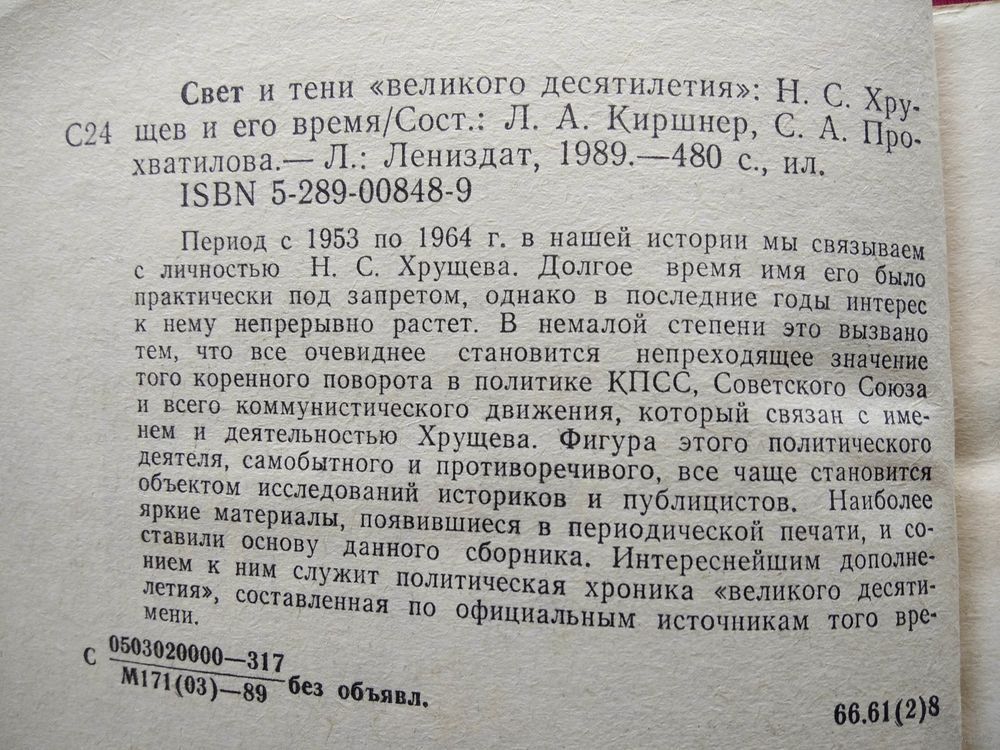 Свет и тени «великого десятилетия»: Н. С. Хру-
С24 щев и его время/Сост.: Л. А. Киршнер, С. А. Про-
хватилова.— Л.: Лениздат, 1989.—480 с., ил.
ISBN 5-289-00848-9
Период с 1953 по 1964 г. в нашей истории мы связываем
с личностью Н. С. Хрущева. Долгое время имя его было
практически под запретом, однако в последние годы интерес
к нему непрерывно растет. В немалой степени это вызвано
тем, что все очевиднее становится непреходящее значение
того коренного поворота в политике КПСС, Советского Союза
и всего коммунистического движения, который связан с име-
нем и деятельностью Хрущева. Фигура этого политического
деятеля, самобытного и противоречивого, все чаще становится
объектом исследований историков и публицистов. Наиболее
яркие материалы, появившиеся в периодической печати, и со-
ставили основу данного сборника. Интереснейшим дополне-
нием к ним служит политическая хроника «великого десяти-
летия», составленная по официальным источникам того вре-
мени.
С 0503020000—317
М171(03)—89 без объявл.
66.61(2)8